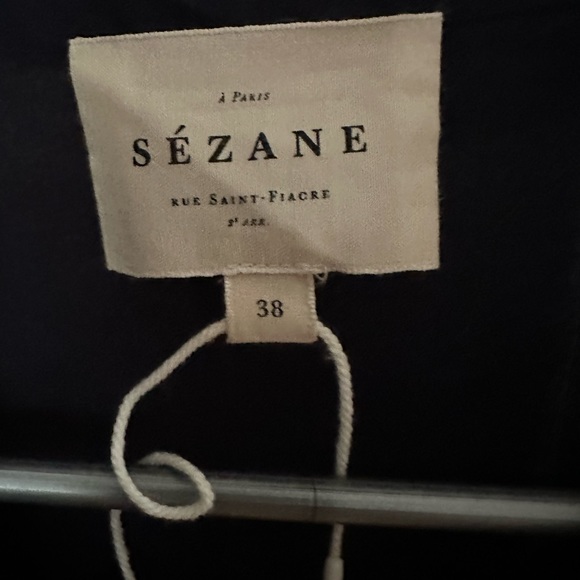 À PARIS
SÉZANE
RUE SAINT-FIACRE
2ᵉ ARR.
38